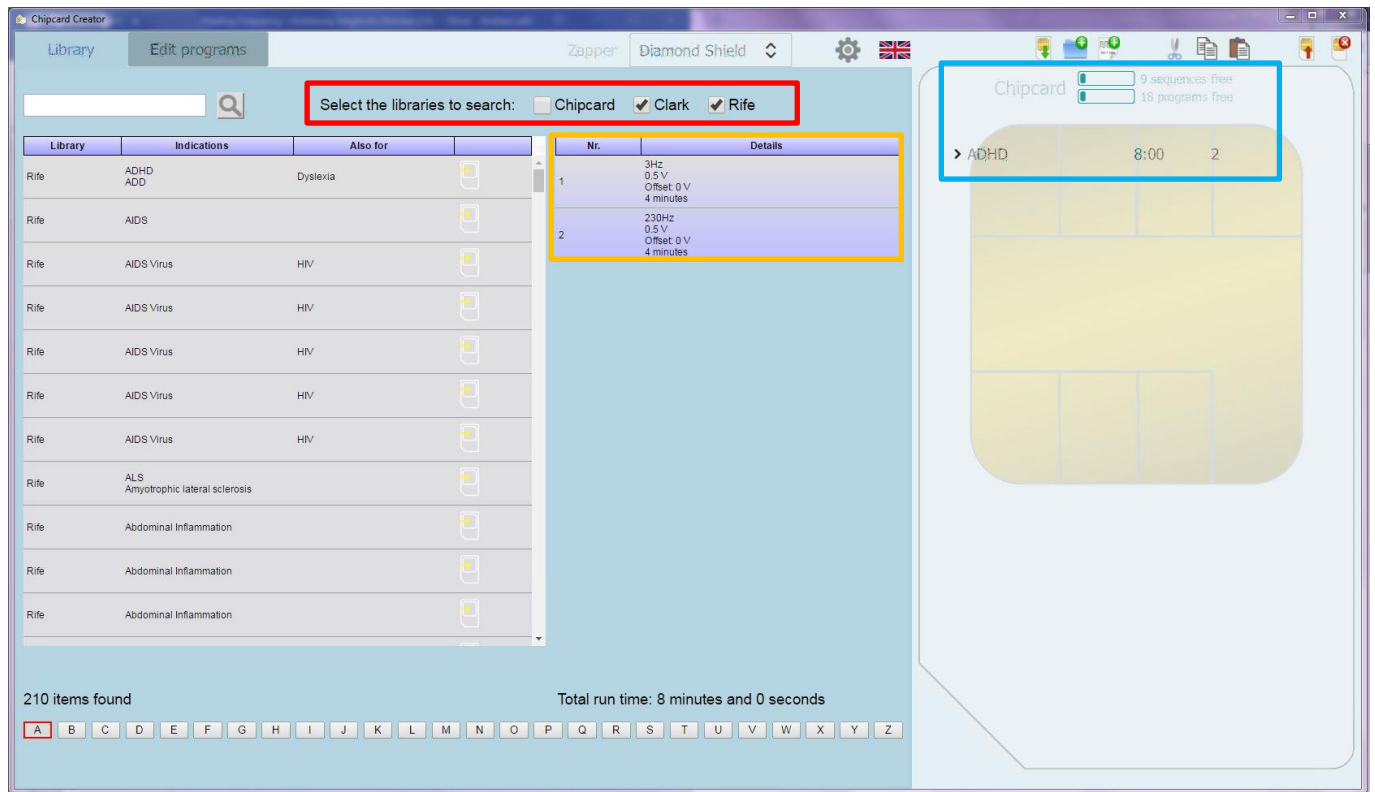 Chipcard Creator
Library Edit programs Zapper: Diamond Shield
Select the libraries to search: Chipcard Clark Rife
Library Indications Also for
Rife ADHD Dyslexia
ADD
Rife AIDS
Rife AIDS Virus HIV
Rife AIDS Virus HIV
Rife AIDS Virus HIV
Rife AIDS Virus HIV
Rife AIDS Virus HIV
Rife ALS
Amyotrophic lateral sclerosis
Rife Abdominal Inflammation
Rife Abdominal Inflammation
Rife Abdominal Inflammation
Nr. Details
1 3Hz
0.5 V
Offset: 0 V
4 minutes
2 230Hz
0.5 V
Offset: 0 V
4 minutes
210 items found
Total run time: 8 minutes and 0 seconds
A B C D E F G H I J K L M N O P Q R S T U V W X Y Z
Chipcard 9 sequences free
18 programs free
ADHD 8:00 2